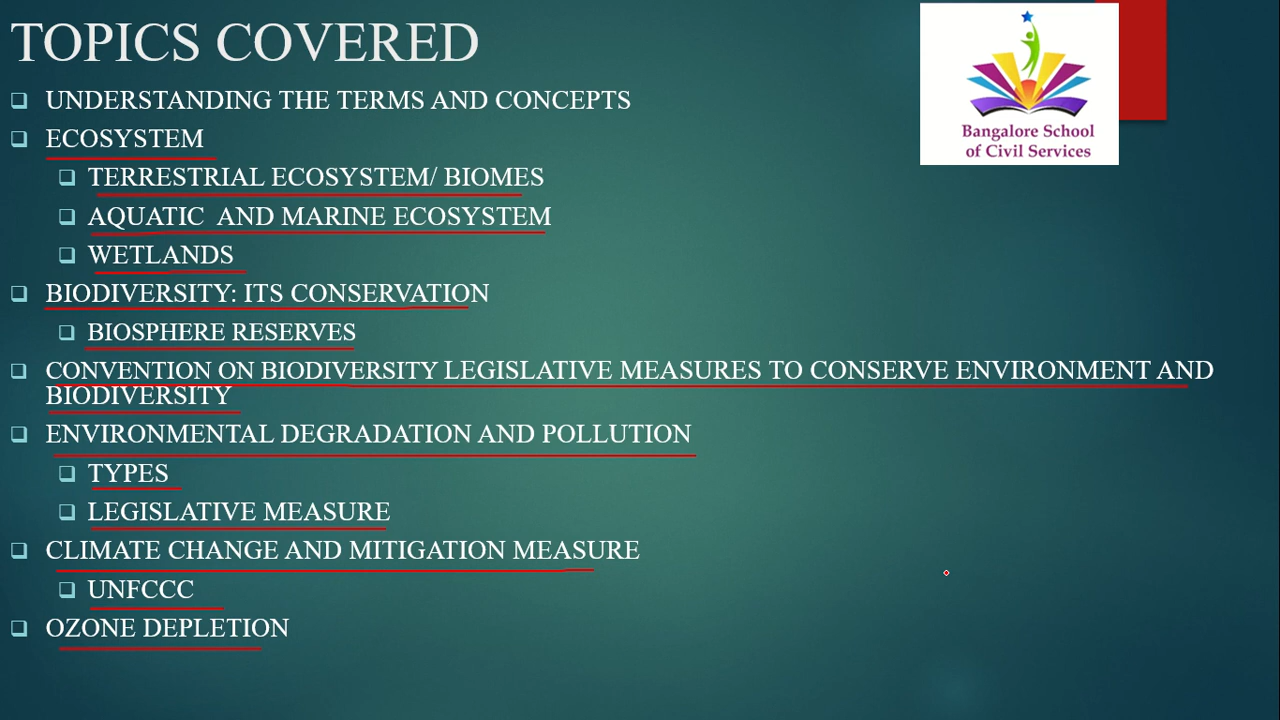 TOPICS COVERED
Bangalore School
of Civil Services
UNDERSTANDING THE TERMS AND CONCEPTS
ECOSYSTEM
TERRESTRIAL ECOSYSTEM/ BIOMES
AQUATIC AND MARINE ECOSYSTEM
WETLANDS
BIODIVERSITY: ITS CONSERVATION
BIOSPHERE RESERVES
CONVENTION ON BIODIVERSITY LEGISLATIVE MEASURES TO CONSERVE ENVIRONMENT AND
BIODIVERSITY
ENVIRONMENTAL DEGRADATION AND POLLUTION
TYPES
LEGISLATIVE MEASURE
CLIMATE CHANGE AND MITIGATION MEASURE
UNFCCC
OZONE DEPLETION